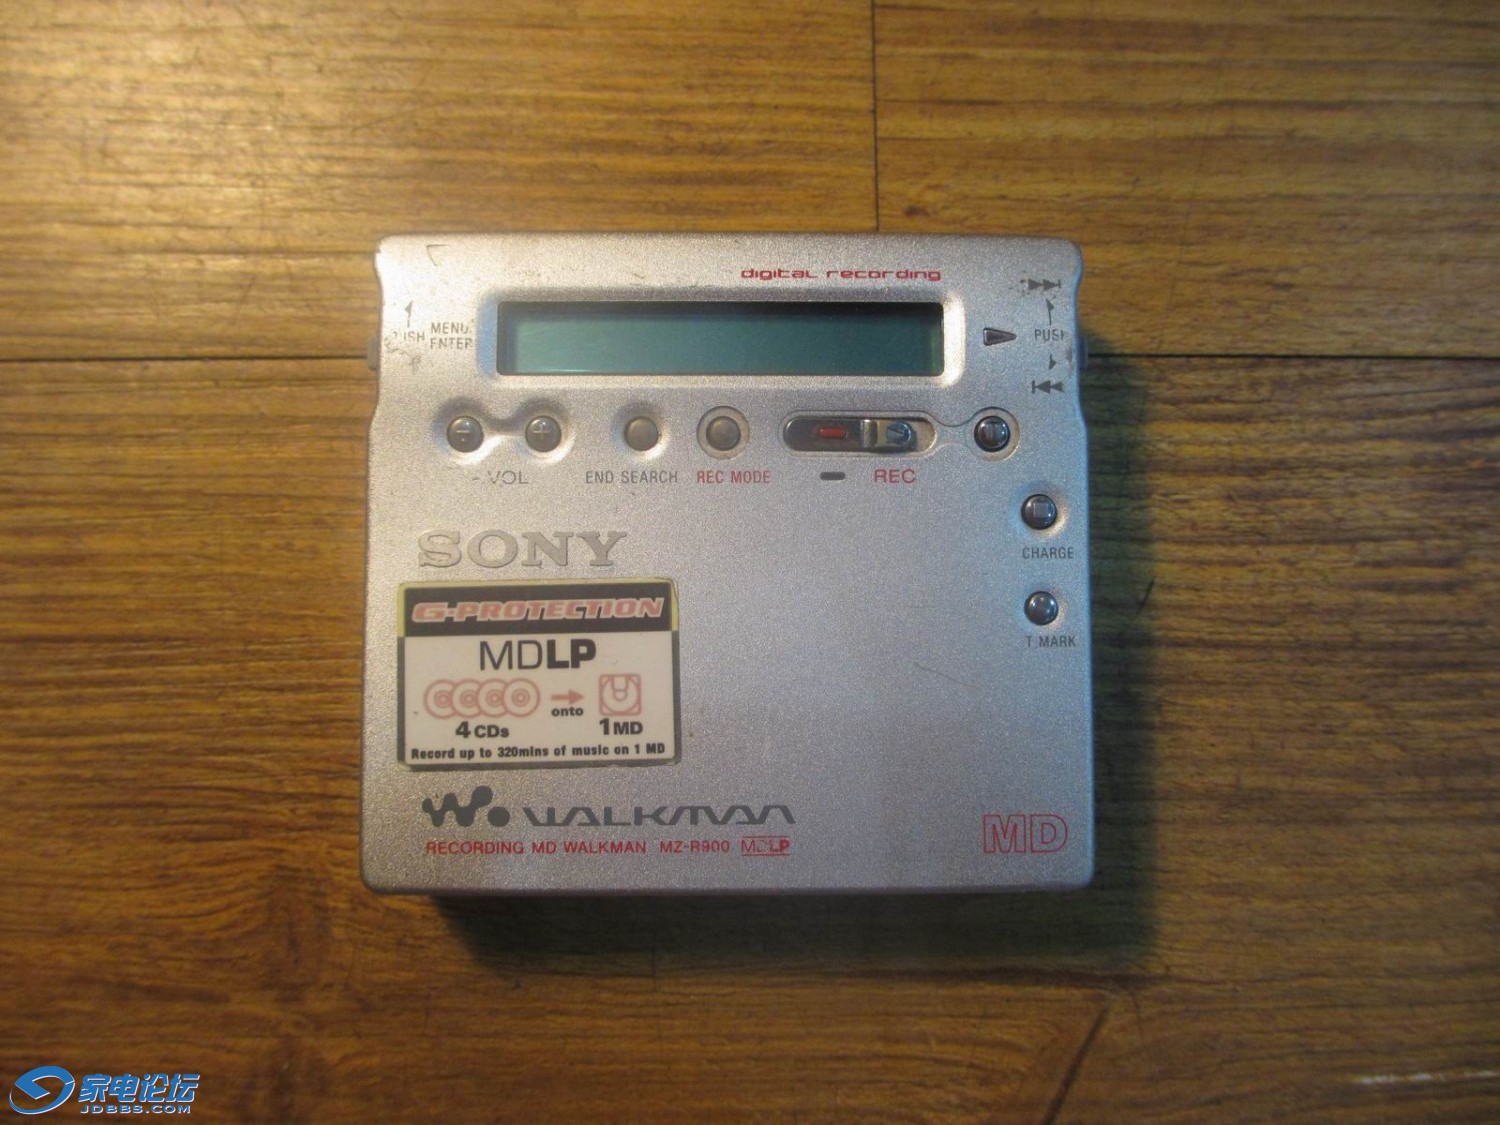 digital recording
PUSH
MENU
ENTER
PUSH
- VOL
END SEARCH
REC MODE
REC
CHARGE
T MARK
SONY
G-PROTECTION
MDLP
onto
4CDs
1MD
Record up to 320mins of music on 1 MD
WALKMAN
RECORDING MD WALKMAN MZ-R900 MDLP
MD
家电论坛
JDBBS.COM